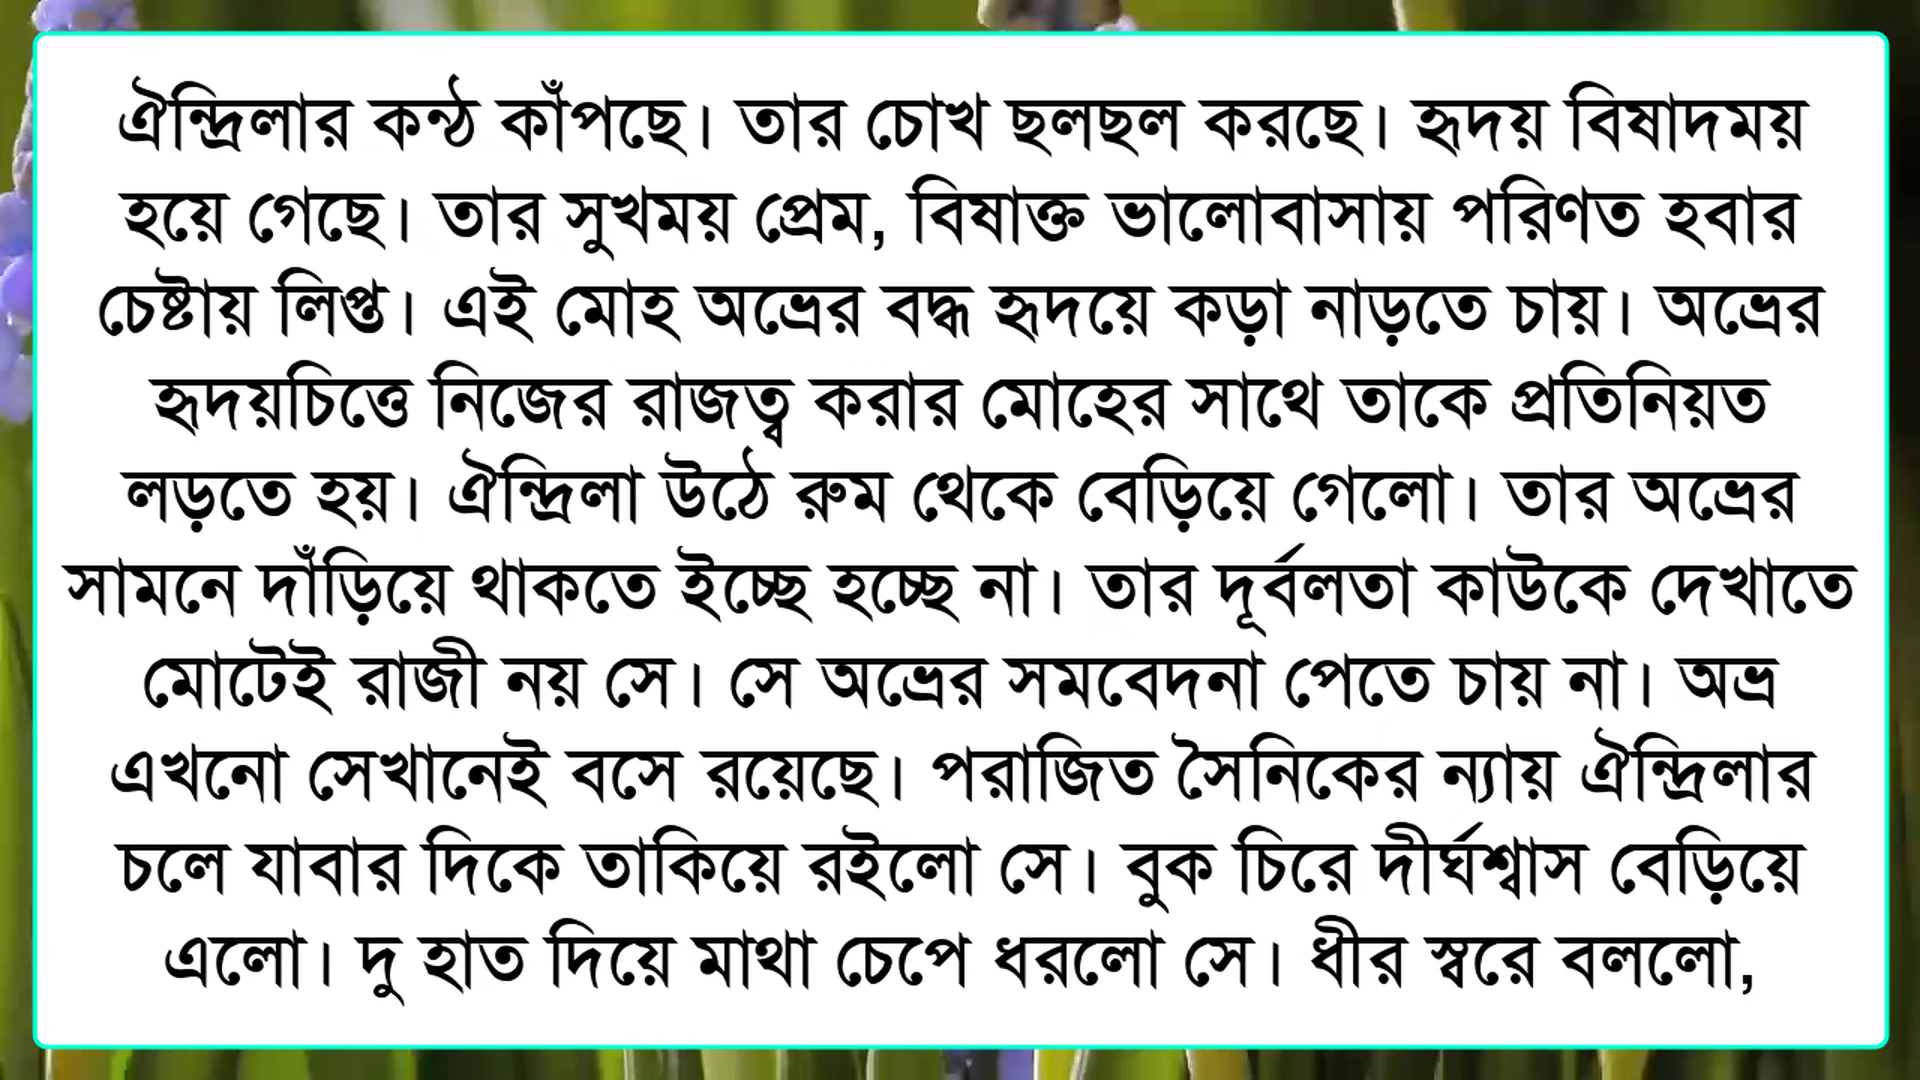 ঐন্দ্রিলার কন্ঠ কাঁপছে। তার চোখ ছলছল করছে। হৃদয় বিষাদময়
হয়ে গেছে। তার সুখময় প্রেম, বিষাক্ত ভালোবাসায় পরিণত হবার
চেষ্টায় লিপ্ত। এই মোহ অভ্রের বদ্ধ হৃদয়ে কড়া নাড়তে চায়। অভ্রের
হৃদয়চিত্তে নিজের রাজত্ব করার মোহের সাথে তাকে প্রতিনিয়ত
লড়তে হয়। ঐন্দ্রিলা উঠে রুম থেকে বেড়িয়ে গেলো। তার অভ্রের
সামনে দাঁড়িয়ে থাকতে ইচ্ছে হচ্ছে না। তার দূর্বলতা কাউকে দেখাতে
মোটেই রাজী নয় সে। সে অভ্রের সমবেদনা পেতে চায় না। অভ্র
এখনো সেখানেই বসে রয়েছে। পরাজিত সৈনিকের ন্যায় ঐন্দ্রিলার
চলে যাবার দিকে তাকিয়ে রইলো সে। বুক চিরে দীর্ঘশ্বাস বেড়িয়ে
এলো। দু হাত দিয়ে মাথা চেপে ধরলো সে। ধীর স্বরে বললো,